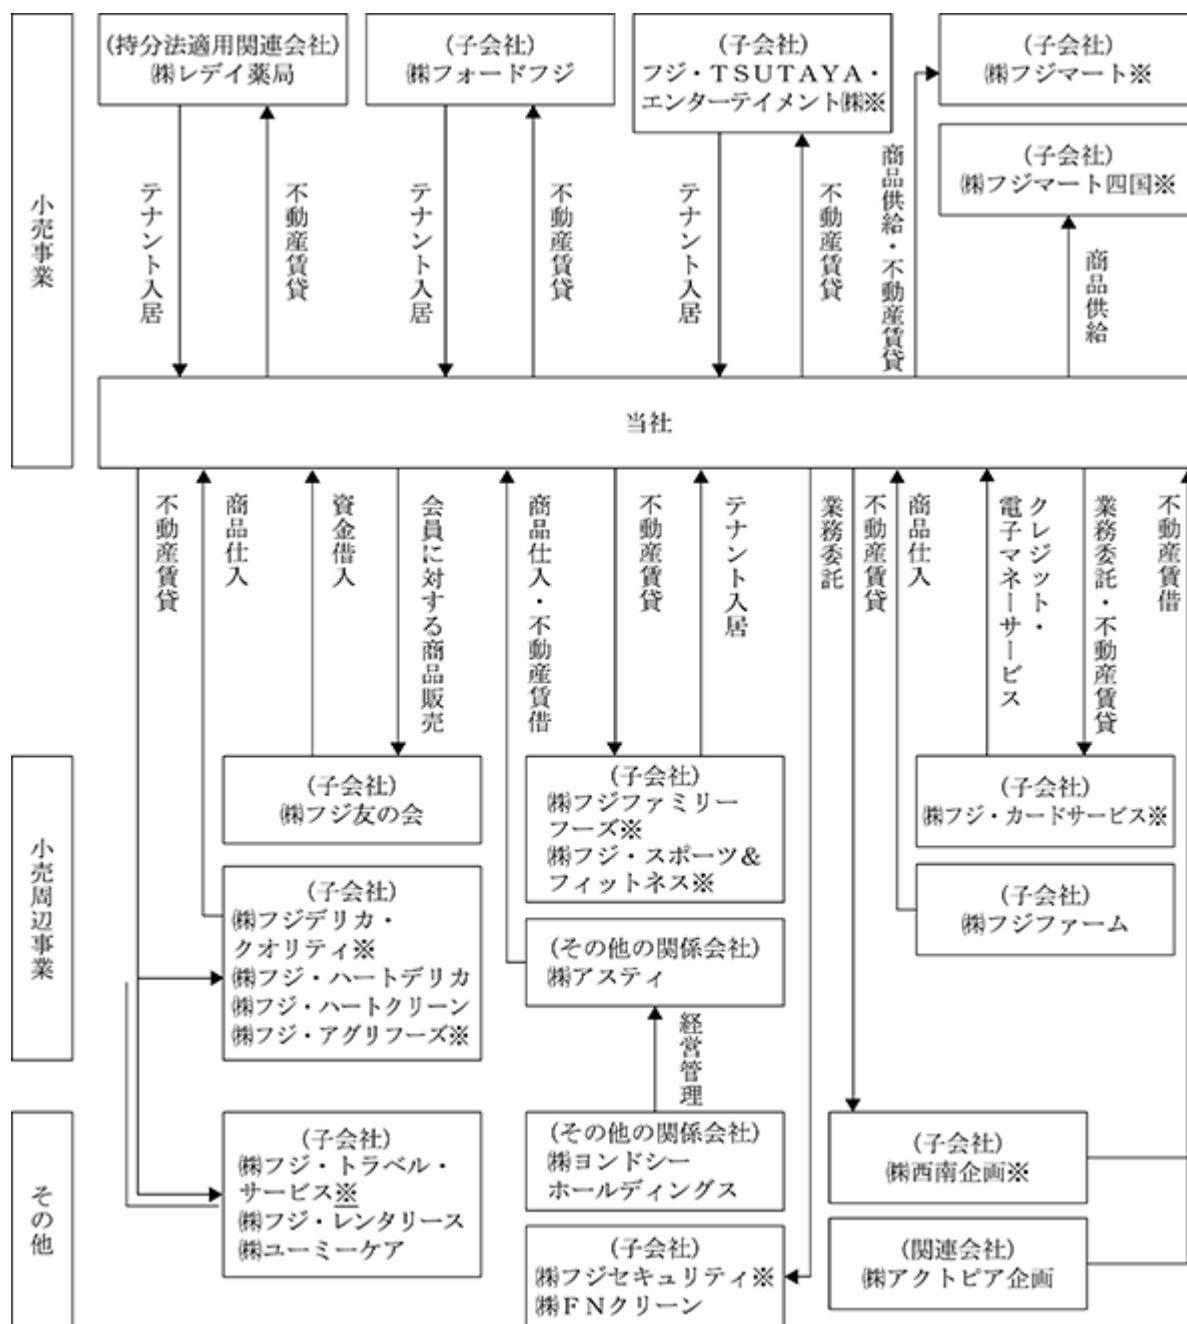 小売事業
(持分法適用関連会社)
㈱レデイ薬局
(子会社)
㈱フォードフジ
(子会社)
フジ・TSUTAYA・
エンターテイメント㈱※
(子会社)
㈱フジマート※
(子会社)
㈱フジマート四国※
テナント入居
不動産賃貸
テナント入居
不動産賃貸
テナント入居
不動産賃貸
商品供給・不動産賃貸
商品供給
当社
不動産賃貸
商品仕入
資金借入
会員に対する商品販売
商品仕入・不動産賃借
不動産賃貸
テナント入居
業務委託
不動産賃貸
商品仕入
クレジット・
電子マネーサービス
業務委託・不動産賃貸
不動産賃借
小売周辺事業
(子会社)
㈱フジ友の会
(子会社)
㈱フジデリカ・
クオリティ※
㈱フジ・ハートデリカ
㈱フジ・ハートクリーン
㈱フジ・アグリフーズ※
(子会社)
㈱フジファミリー
フーズ※
㈱フジ・スポーツ&
フィットネス※
(その他の関係会社)
㈱アスティ
経営管理
(子会社)
㈱フジ・カードサービス※
(子会社)
㈱フジファーム
その他
(子会社)
㈱フジ・トラベル・
サービス※
㈱フジ・レンタリース
㈱ユーミーケア
(その他の関係会社)
㈱ヨンドシー
ホールディングス
(子会社)
㈱フジセキュリティ※
㈱FNクリーン
(子会社)
㈱西南企画※
(関連会社)
㈱アクトピア企画